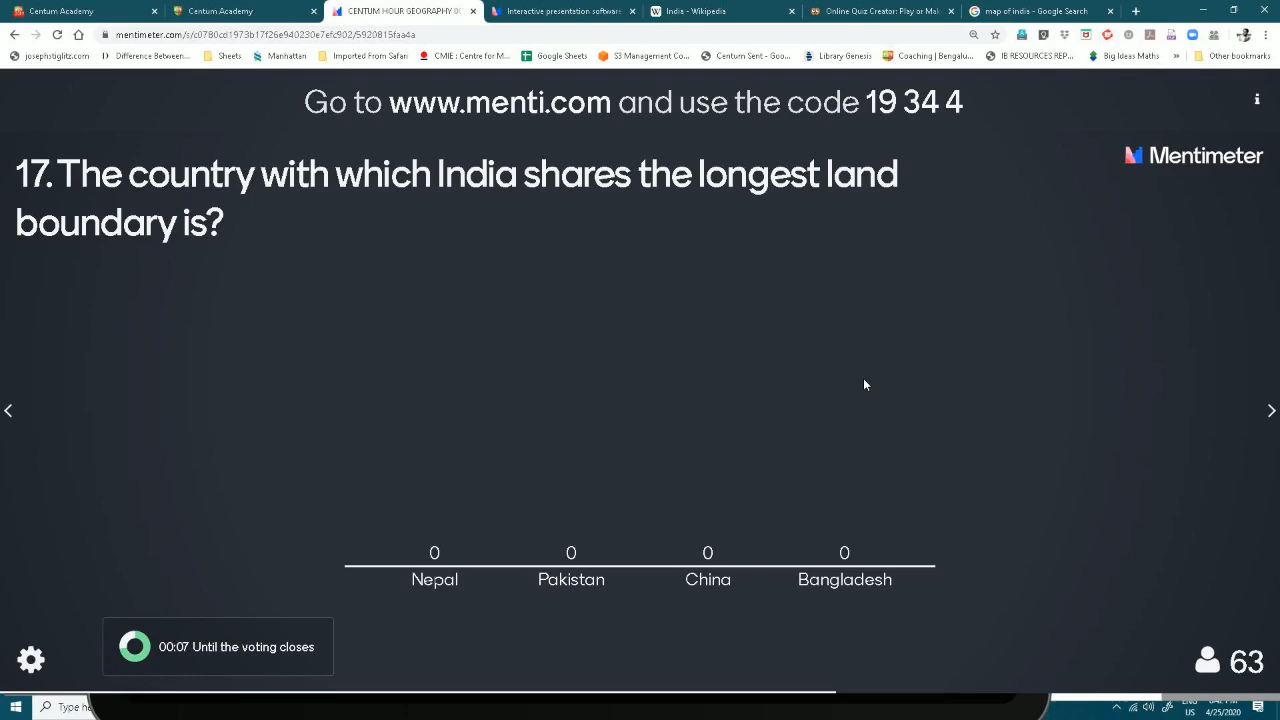 Centum Academy
Centum Academy
CENTUM HOUR GEOGRAPHY
Interactive presentation software
India - Wikipedia
Online Quiz Creator: Play or Mak
map of india - Google Search
mentimeter.com/s/c0780cd1973b17f26e940230e7efc902/5920815faa4a
josephstiglitz.com
Difference Between...
Sheets
Manhattan
Imported From Safari
CMIE : Centre for M...
Google Sheets
S3 Management Co...
Centum Sent - Goo...
Library Genesis
Coaching | Bengalu...
IB RESOURCES REP...
Big Ideas Maths
»
Other bookmarks
Go to www.menti.com and use the code 19 34 4
Mentimeter
17. The country with which India shares the longest land
boundary is?
0 0 0 0
Nepal Pakistan China Bangladesh
00:07 Until the voting closes
63
Type he
ENG
US
4/25/2020